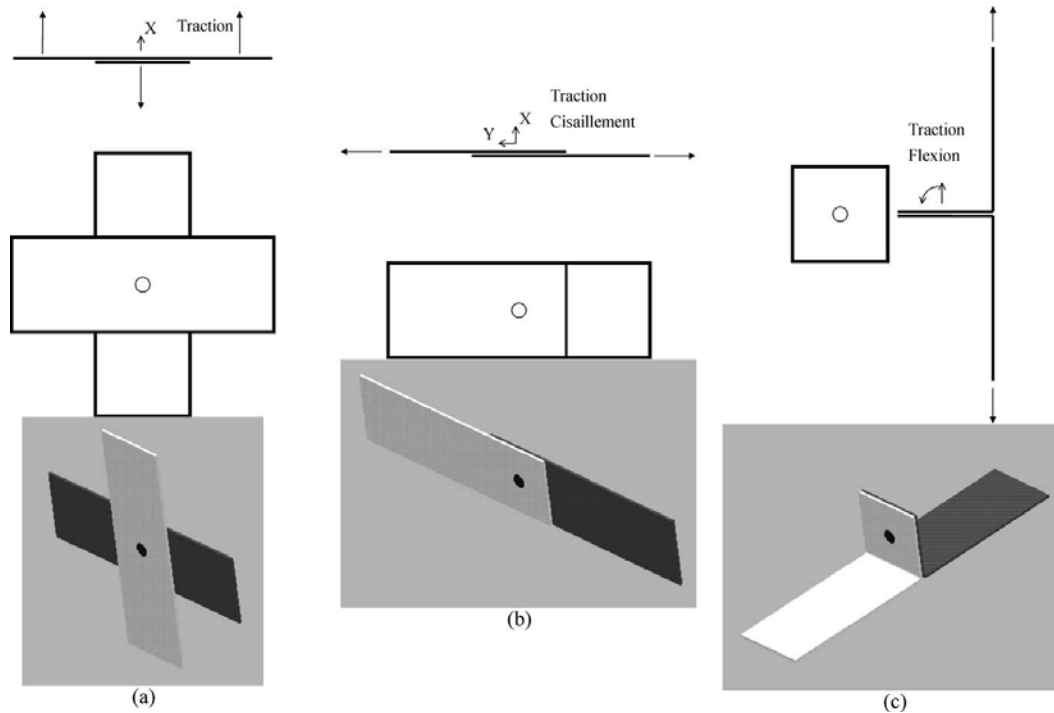 X
Traction
(a)
Traction
X
Cisaillement
Y
(b)
Traction
Flexion
(c)